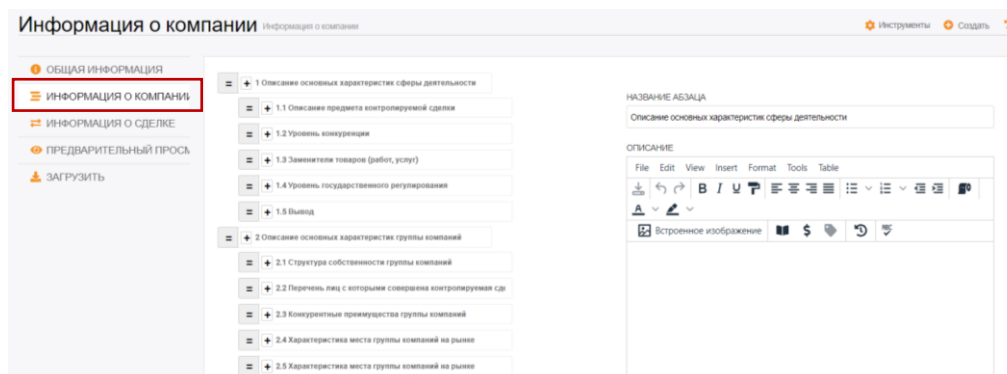 Информация о компании Информация о компании
Инструменты Создать
ОБЩАЯ ИНФОРМАЦИЯ
ИНФОРМАЦИЯ О КОМПАНИИ
ИНФОРМАЦИЯ О СДЕЛКЕ
ПРЕДВАРИТЕЛЬНЫЙ ПРОСМ
ЗАГРУЗИТЬ
1 Описание основных характеристик сферы деятельности
1.1 Описание предмета контролируемой сделки
1.2 Уровень конкуренции
1.3 Заменители товаров (работ, услуг)
1.4 Уровень государственного регулирования
1.5 Вывод
2 Описание основных характеристик группы компаний
2.1 Структура собственности группы компаний
2.2 Перечень лиц с которыми совершена контролируемая сде
2.3 Конкурентные преимущества группы компаний
2.4 Характеристика места группы компаний на рынке
2.5 Характеристика места группы компаний на рынке
НАЗВАНИЕ АБЗАЦА
Описание основных характеристик сферы деятельности
ОПИСАНИЕ
File Edit View Insert Format Tools Table
B I U
A
Встроенное изображение $ ABC